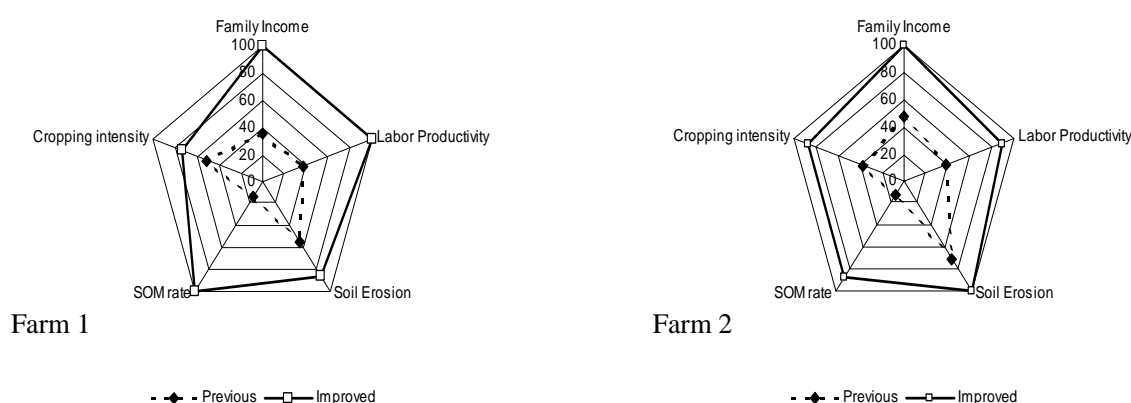 Family Income
100
80
60
40
20
0
Cropping intensity
Labor Productivity
SOM rate
Soil Erosion
Farm 1
Previous
Improved
Family Income
100
80
60
40
20
0
Cropping intensity
Labor Productivity
SOM rate
Soil Erosion
Farm 2
Previous
Improved